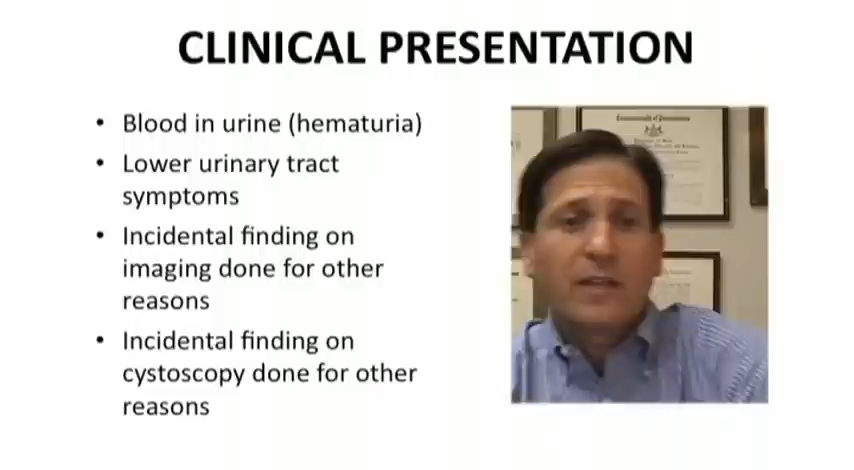 CLINICAL PRESENTATION
• Blood in urine (hematuria)
• Lower urinary tract
symptoms
• Incidental finding on
imaging done for other
reasons
• Incidental finding on
cystoscopy done for other
reasons